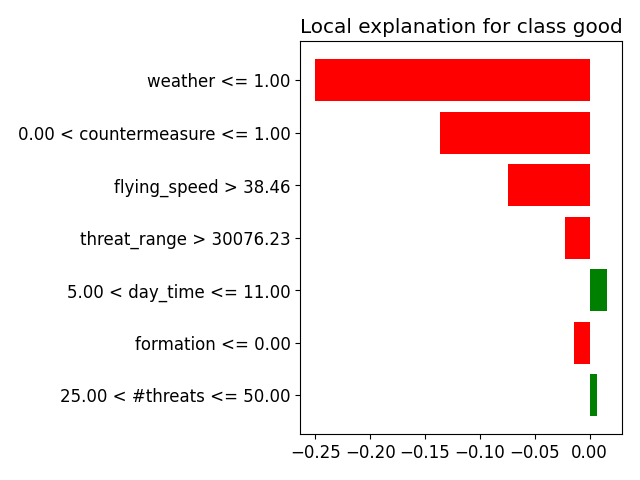 Local explanation for class good
weather <= 1.00
0.00 < countermeasure <= 1.00
flying_speed > 38.46
threat_range > 30076.23
5.00 < day_time <= 11.00
formation <= 0.00
25.00 < #threats <= 50.00
−0.25 −0.20 −0.15 −0.10 −0.05 0.00